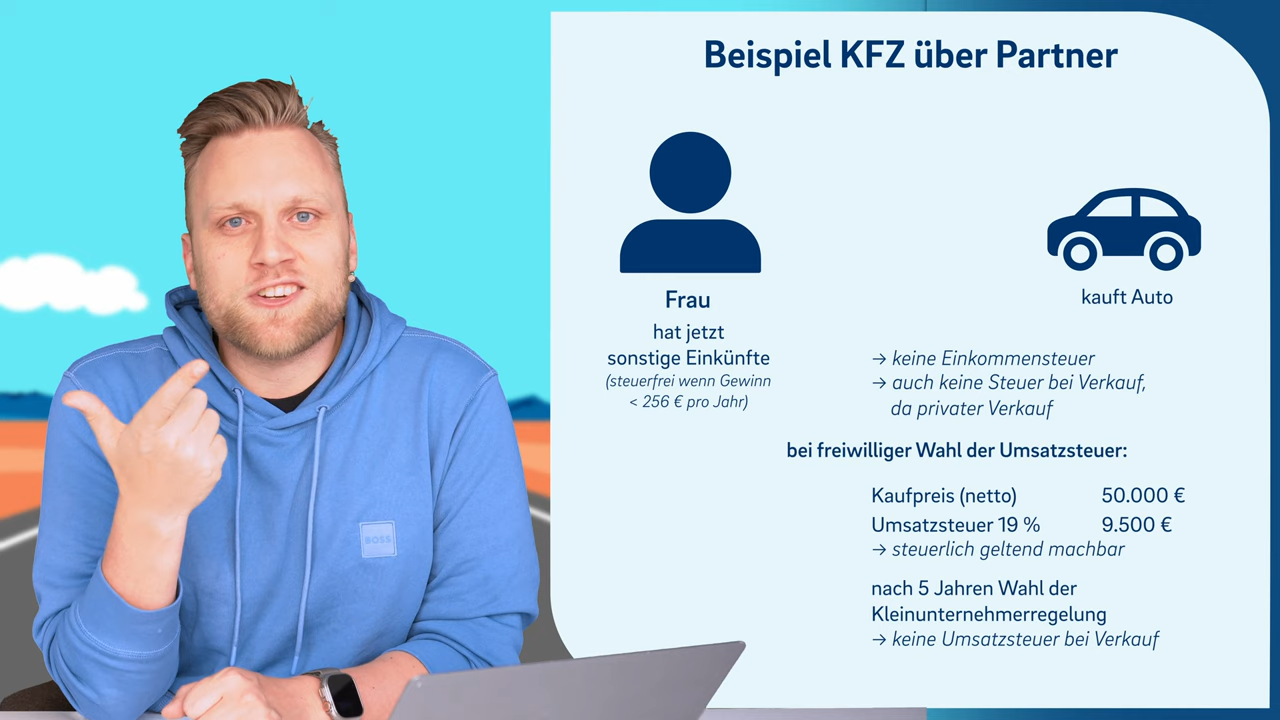 Beispiel KFZ über Partner
Frau
hat jetzt
sonstige Einkünfte
(steuerfrei wenn Gewinn
< 256 € pro Jahr)
kauft Auto
→ keine Einkommensteuer
→ auch keine Steuer bei Verkauf,
da privater Verkauf
bei freiwilliger Wahl der Umsatzsteuer:
Kaufpreis (netto) 50.000 €
Umsatzsteuer 19 % 9.500 €
→ steuerlich geltend machbar
nach 5 Jahren Wahl der
Kleinunternehmerregelung
→ keine Umsatzsteuer bei Verkauf
BOSS